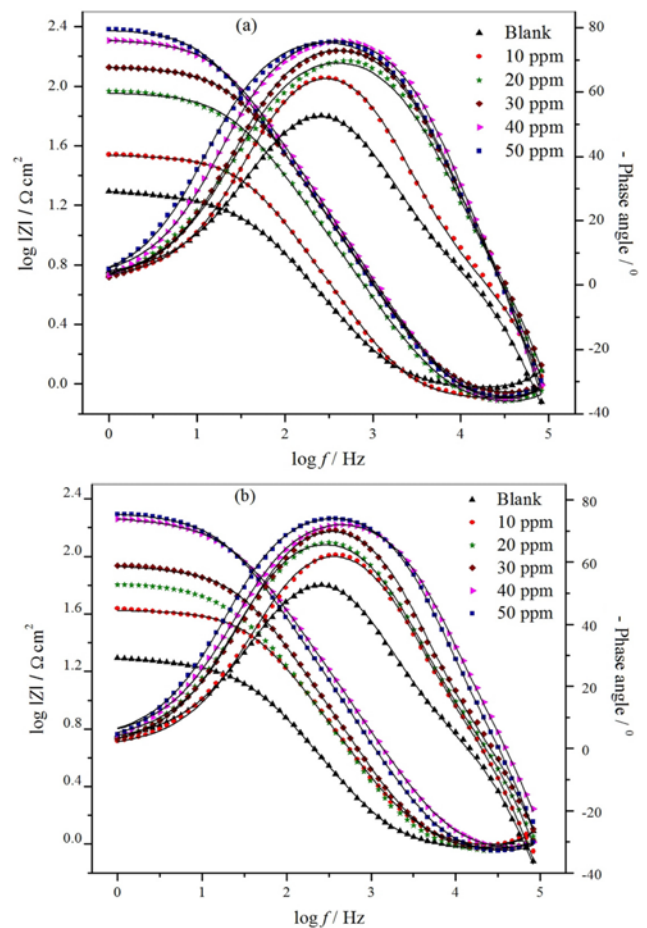 (a)
2.4
2.0
1.6
1.2
0.8
0.4
0.0
log |Z| / Ω cm²
80
60
40
20
0
-20
-40
- Phase angle / ⁰
Blank
10 ppm
20 ppm
30 ppm
40 ppm
50 ppm
0 1 2 3 4 5
log f / Hz
(b)
2.4
2.0
1.6
1.2
0.8
0.4
0.0
log |Z| / Ω cm²
80
60
40
20
0
-20
-40
- Phase angle / ⁰
Blank
10 ppm
20 ppm
30 ppm
40 ppm
50 ppm
0 1 2 3 4 5
log f / Hz